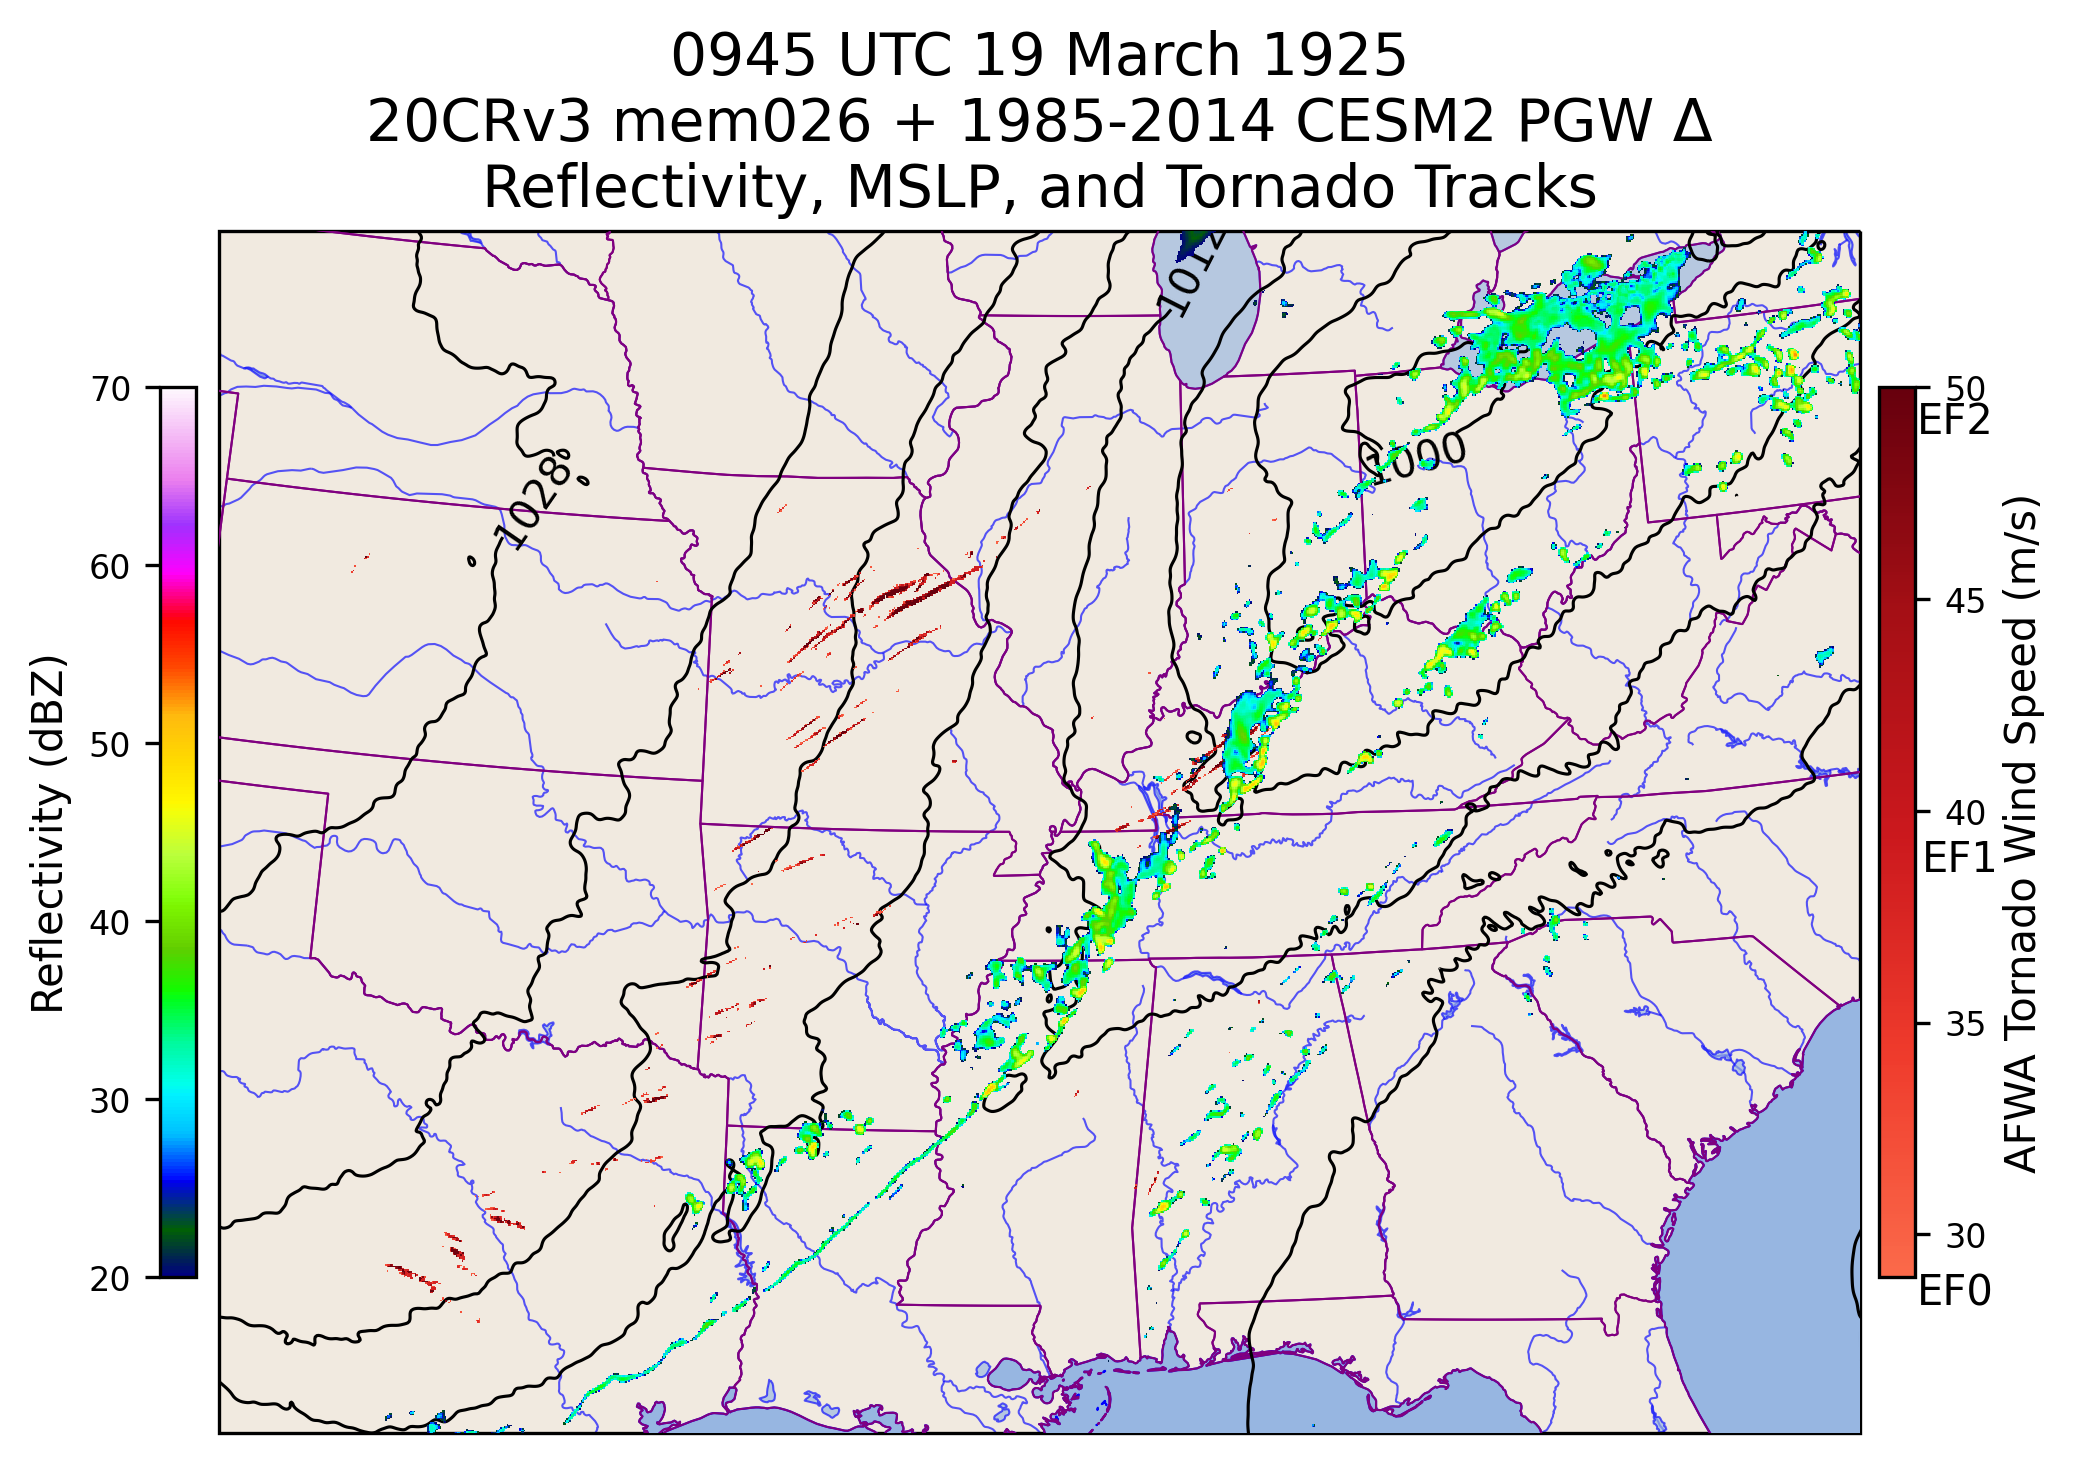 0945 UTC 19 March 1925
20CRv3 mem026 + 1985-2014 CESM2 PGW Δ
Reflectivity, MSLP, and Tornado Tracks
Reflectivity (dBZ)
70
60
50
40
30
20
1012
1028
1000
50
EF2
45
40
EF1
35
30
EF0
AFWA Tornado Wind Speed (m/s)